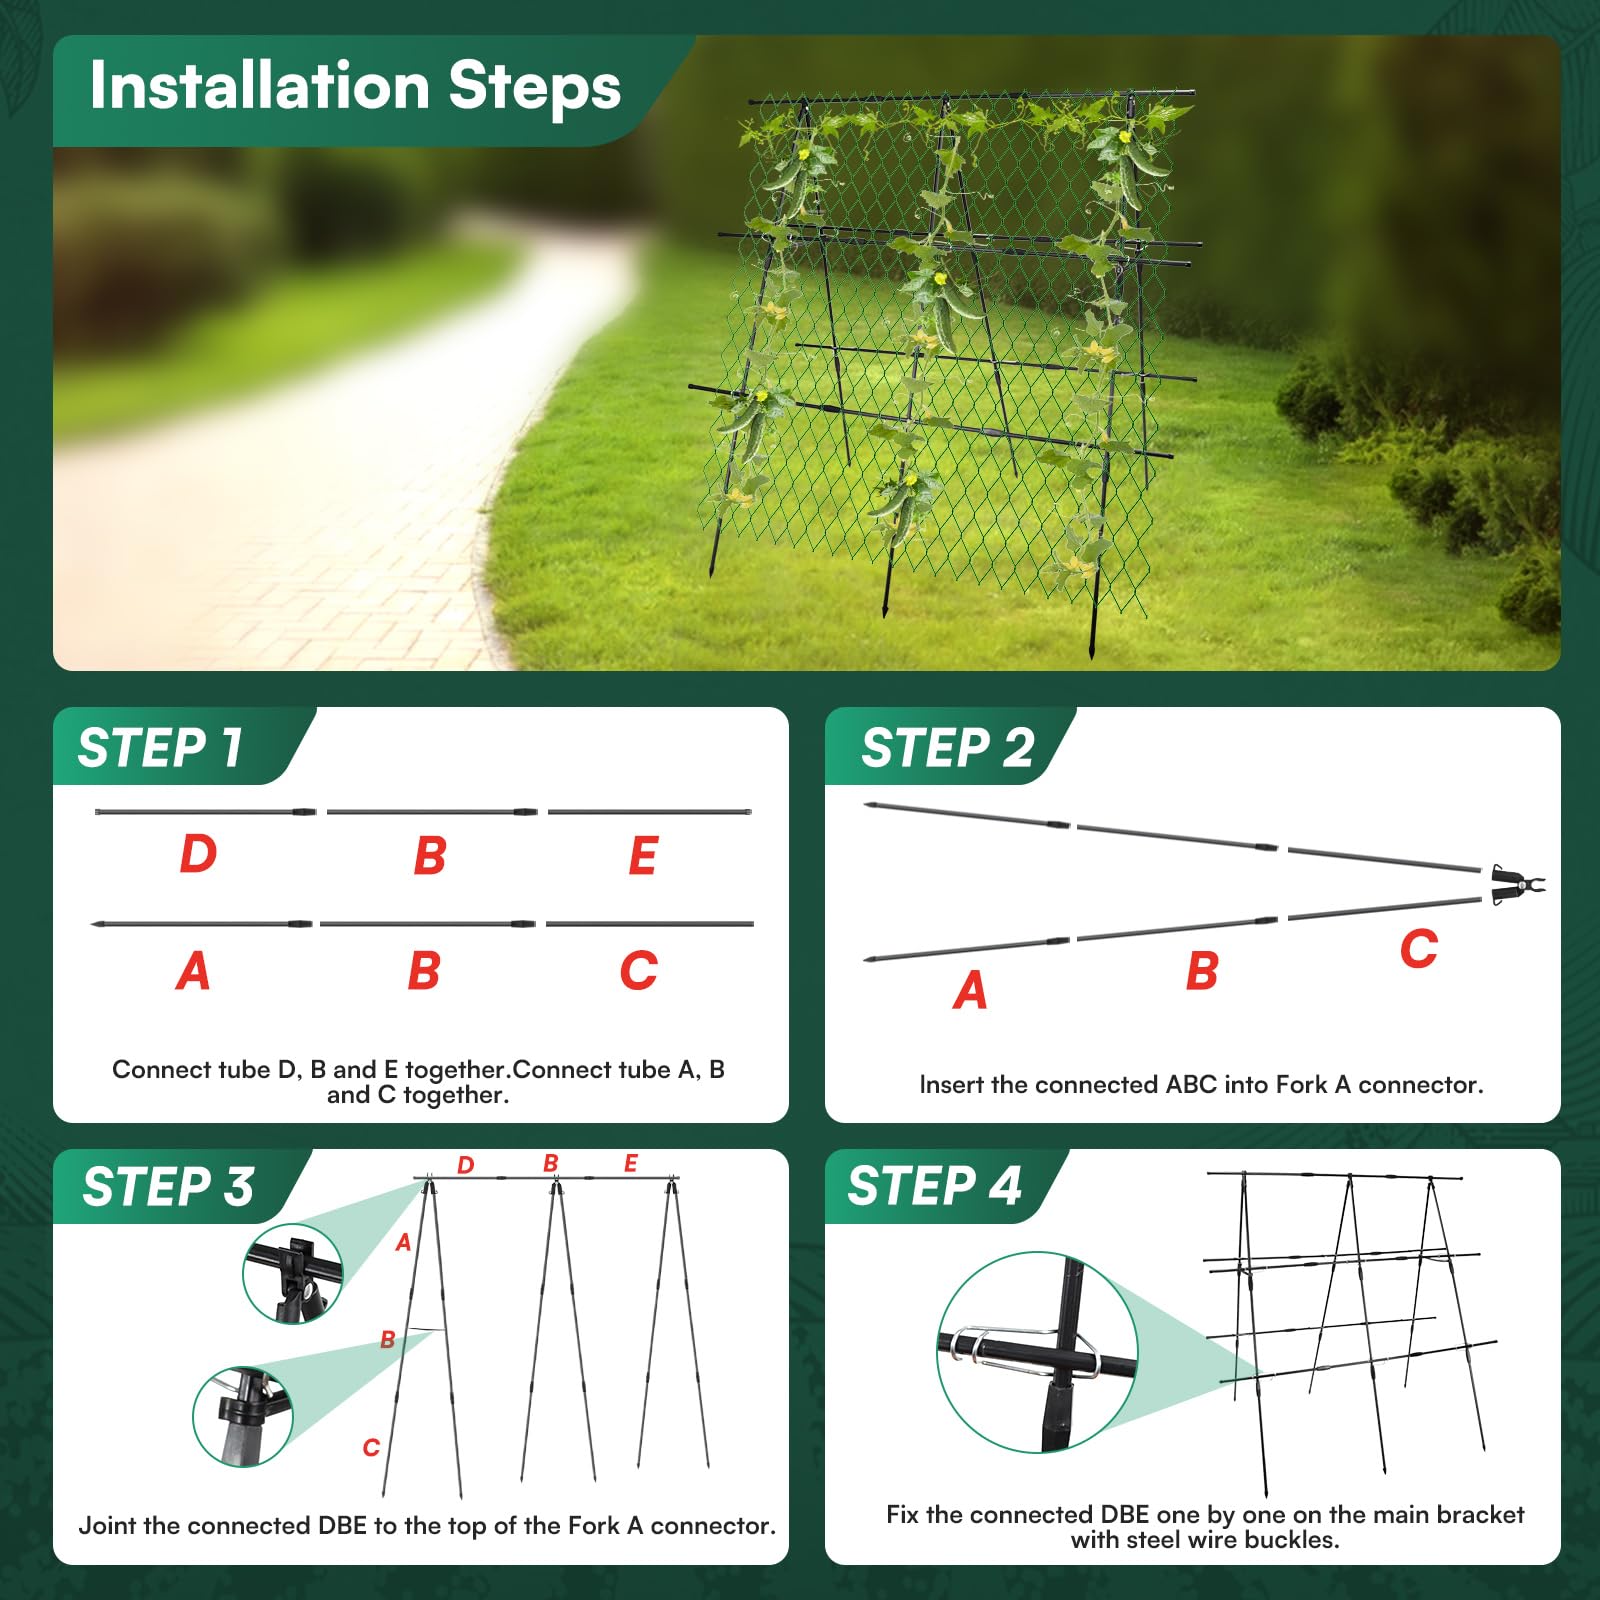 Installation Steps
STEP 1
D B E
A B C
Connect tube D, B and E together.Connect tube A, B
and C together.
STEP 2
A B C
Insert the connected ABC into Fork A connector.
STEP 3
D B E
A
B
C
Joint the connected DBE to the top of the Fork A connector.
STEP 4
Fix the connected DBE one by one on the main bracket
with steel wire buckles.